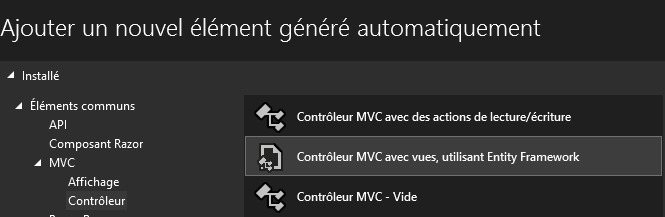 Ajouter un nouvel élément généré automatiquement
Installé
Éléments communs
API
Composant Razor
MVC
Affichage
Contrôleur
Contrôleur MVC avec des actions de lecture/écriture
Contrôleur MVC avec vues, utilisant Entity Framework
Contrôleur MVC - Vide